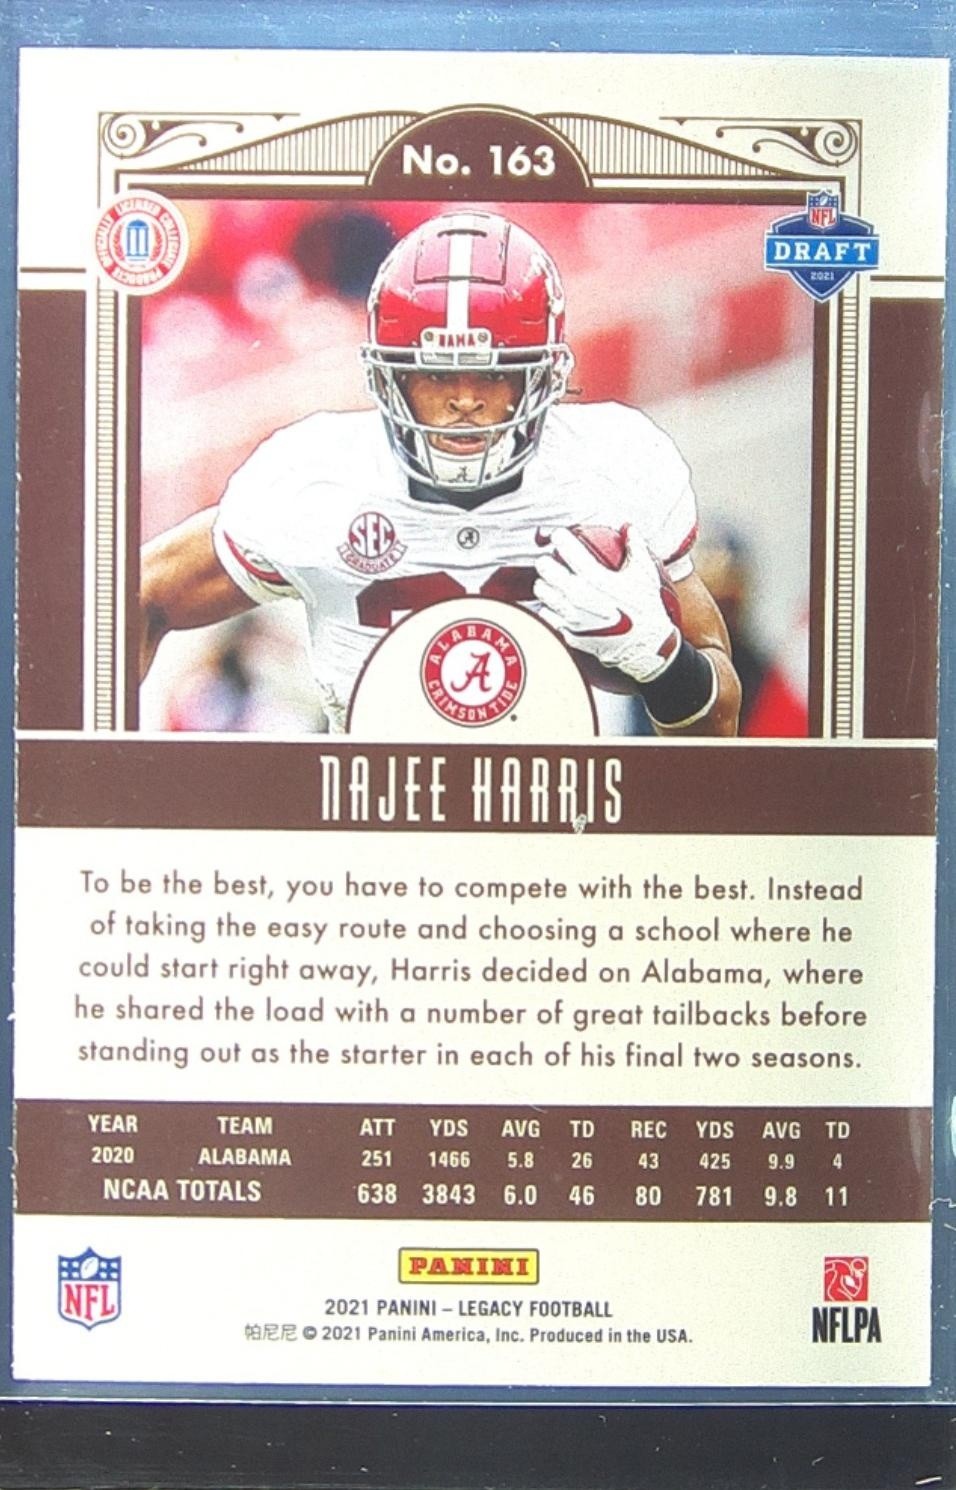 No. 163
OFFICIALLY LICENSED COLLEGIATE PRODUCTS
NFL
DRAFT
2021
BAMA
A
SEC
GRADUATE
A
ALABAMA
A
CRIMSON TIDE
NAJEE HARRIS
To be the best, you have to compete with the best. Instead
of taking the easy route and choosing a school where he
could start right away, Harris decided on Alabama, where
he shared the load with a number of great tailbacks before
standing out as the starter in each of his final two seasons.
YEAR TEAM ATT YDS AVG TD REC YDS AVG TD
2020 ALABAMA 251 1466 5.8 26 43 425 9.9 4
NCAA TOTALS 638 3843 6.0 46 80 781 9.8 11
NFL
PANINI
2021 PANINI – LEGACY FOOTBALL
帕尼尼 © 2021 Panini America, Inc. Produced in the USA.
NFLPA